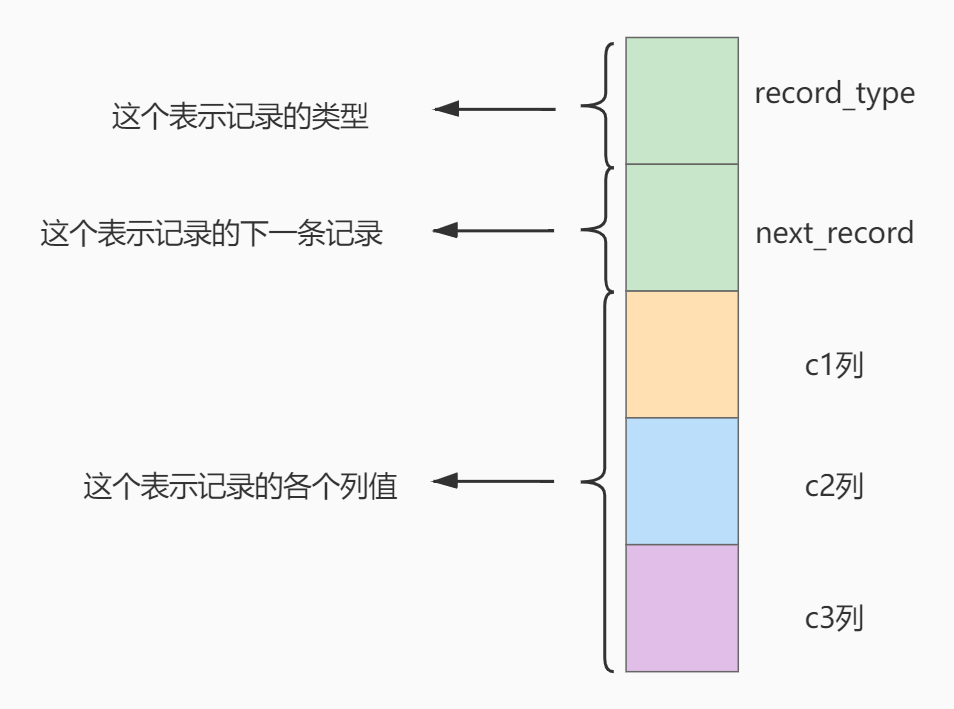 这个表示记录的类型
record_type
这个表示记录的下一条记录
next_record
c1列
这个表示记录的各个列值
c2列
c3列